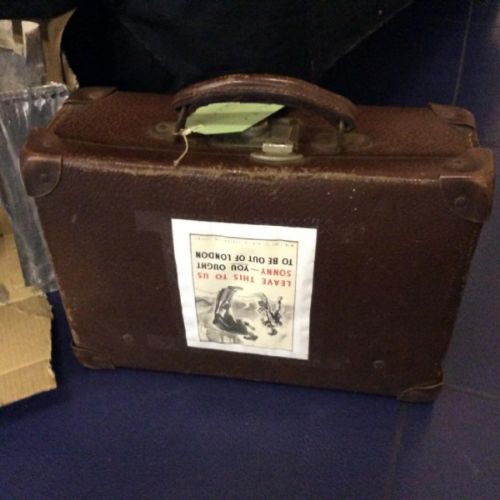 LEAVE THIS TO US
SONNY—YOU OUGHT
TO BE OUT OF LONDON